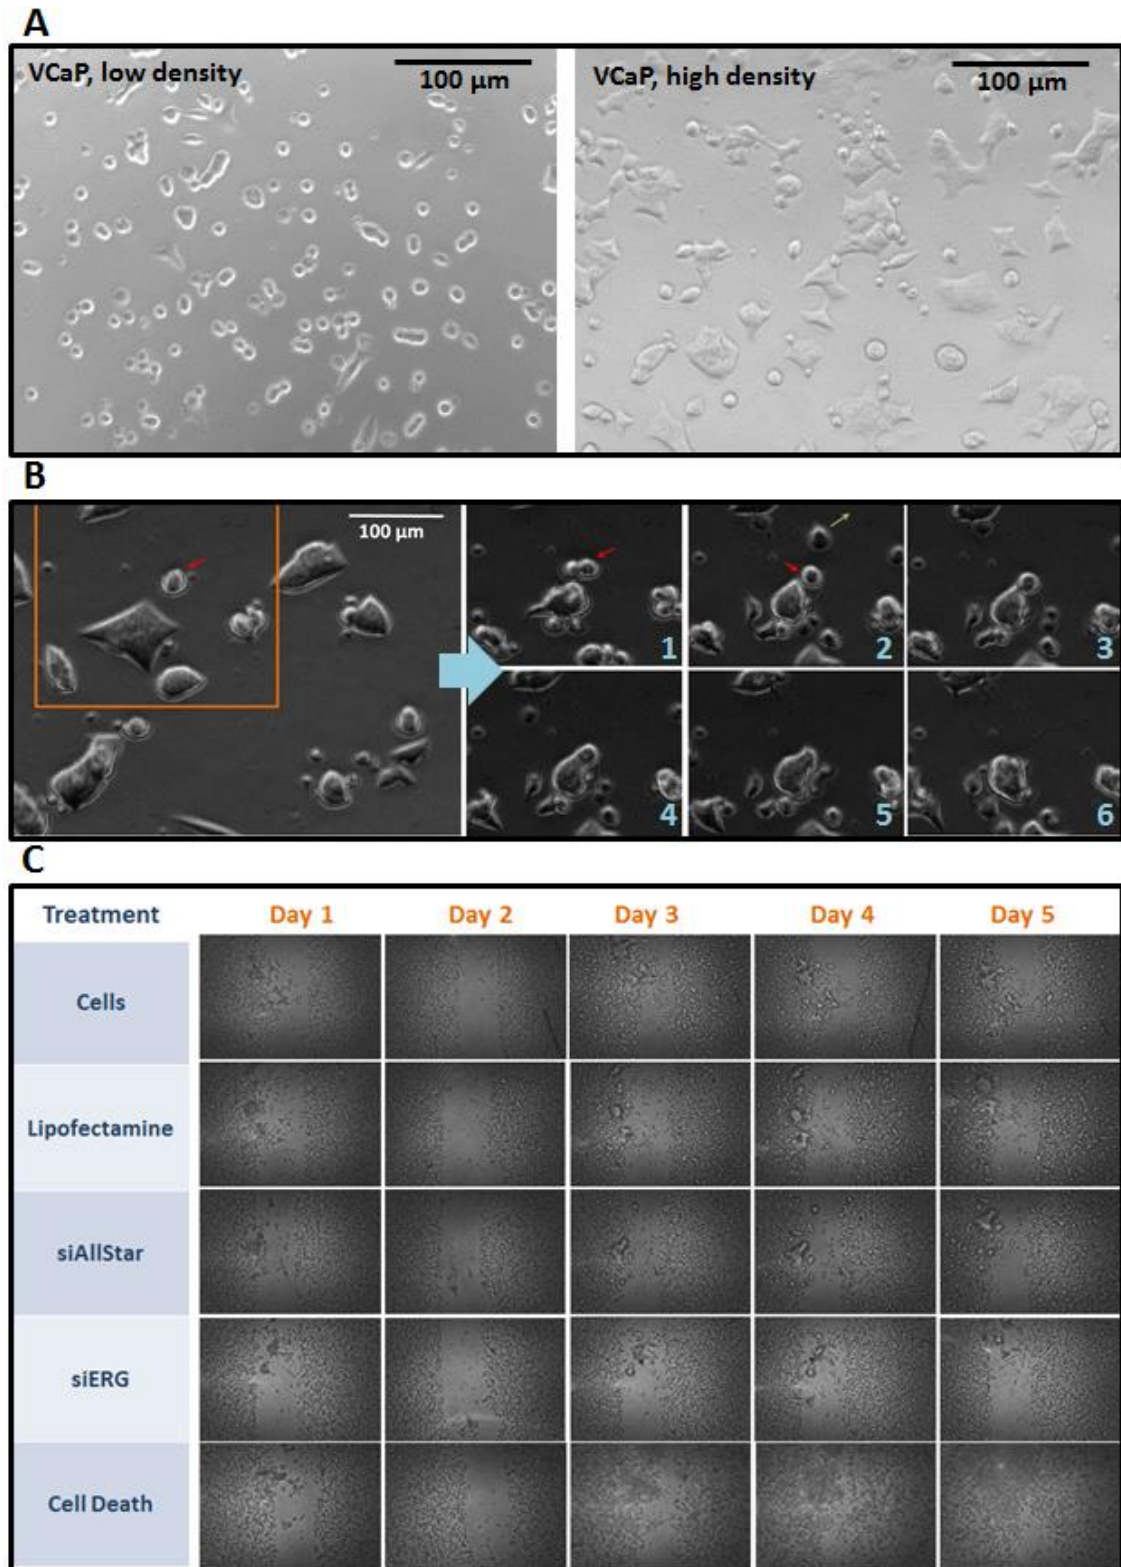 A
VCaP, low density
100 µm
VCaP, high density
100 µm
B
100 µm
1
2
3
4
5
6
C
Treatment Day 1 Day 2 Day 3 Day 4 Day 5
Cells
Lipofectamine
siAllStar
siERG
Cell Death